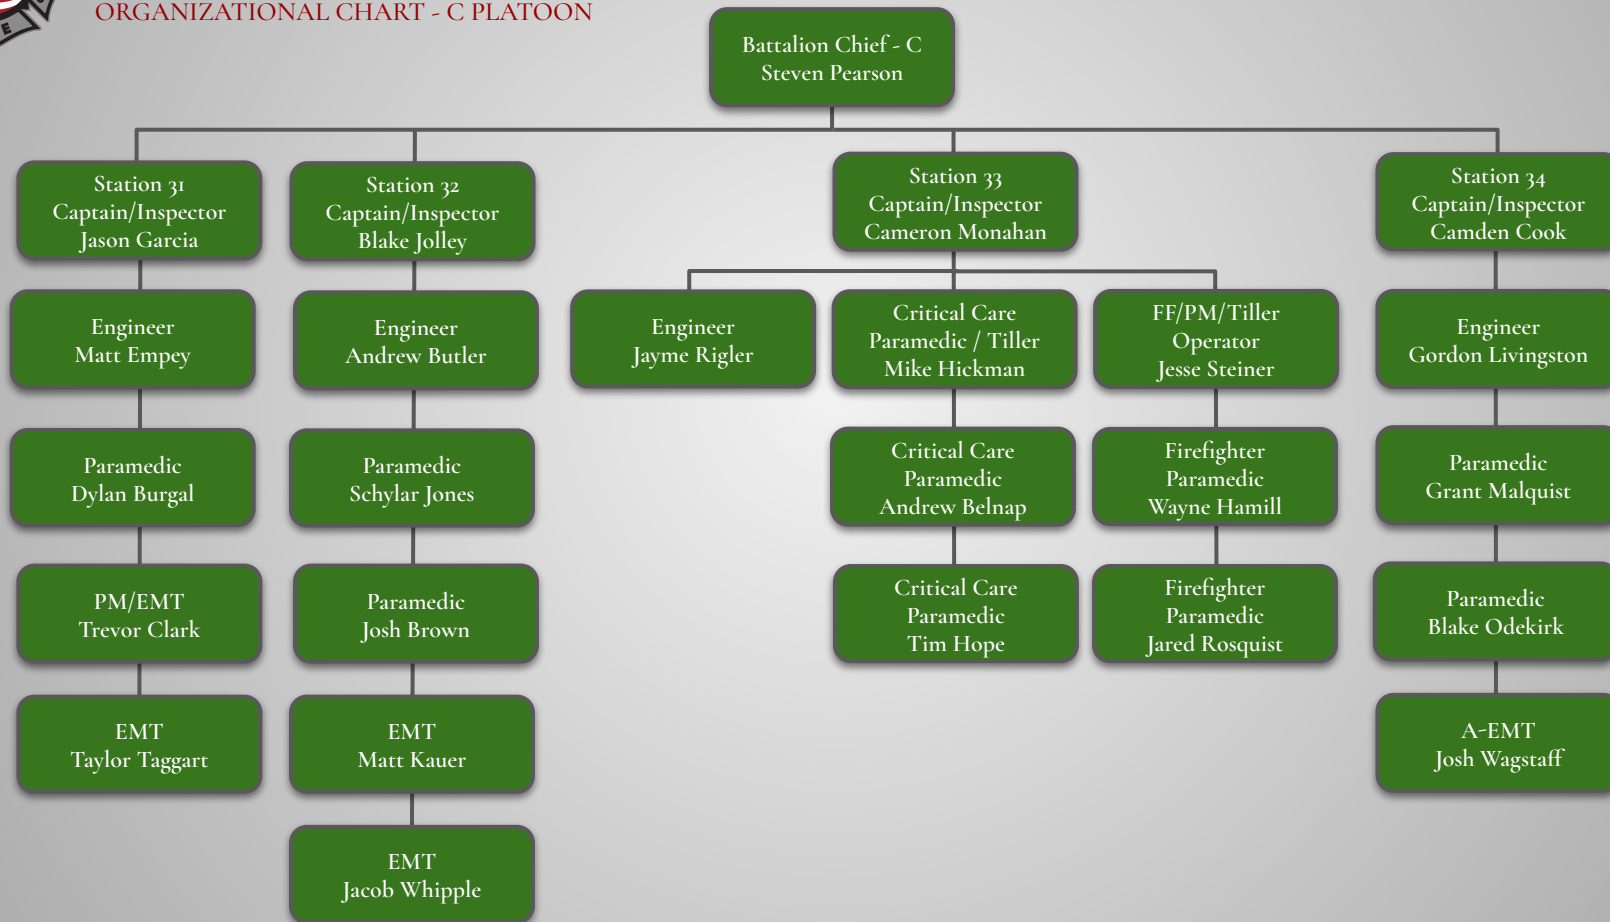 ORGANIZATIONAL CHART - C PLATOON
Battalion Chief - C
Steven Pearson
Station 31
Captain/Inspector
Jason Garcia
Engineer
Matt Empey
Paramedic
Dylan Burgal
PM/EMT
Trevor Clark
EMT
Taylor Taggart
Station 32
Captain/Inspector
Blake Jolley
Engineer
Andrew Butler
Paramedic
Schylar Jones
Paramedic
Josh Brown
EMT
Matt Kauer
EMT
Jacob Whipple
Station 33
Captain/Inspector
Cameron Monahan
Engineer
Jayme Rigler
Critical Care
Paramedic / Tiller
Mike Hickman
Critical Care
Paramedic
Andrew Belnap
Critical Care
Paramedic
Tim Hope
FF/PM/Tiller
Operator
Jesse Steiner
Firefighter
Paramedic
Wayne Hamill
Firefighter
Paramedic
Jared Rosquist
Station 34
Captain/Inspector
Camden Cook
Engineer
Gordon Livingston
Paramedic
Grant Malquist
Paramedic
Blake Odekirk
A-EMT
Josh Wagstaff